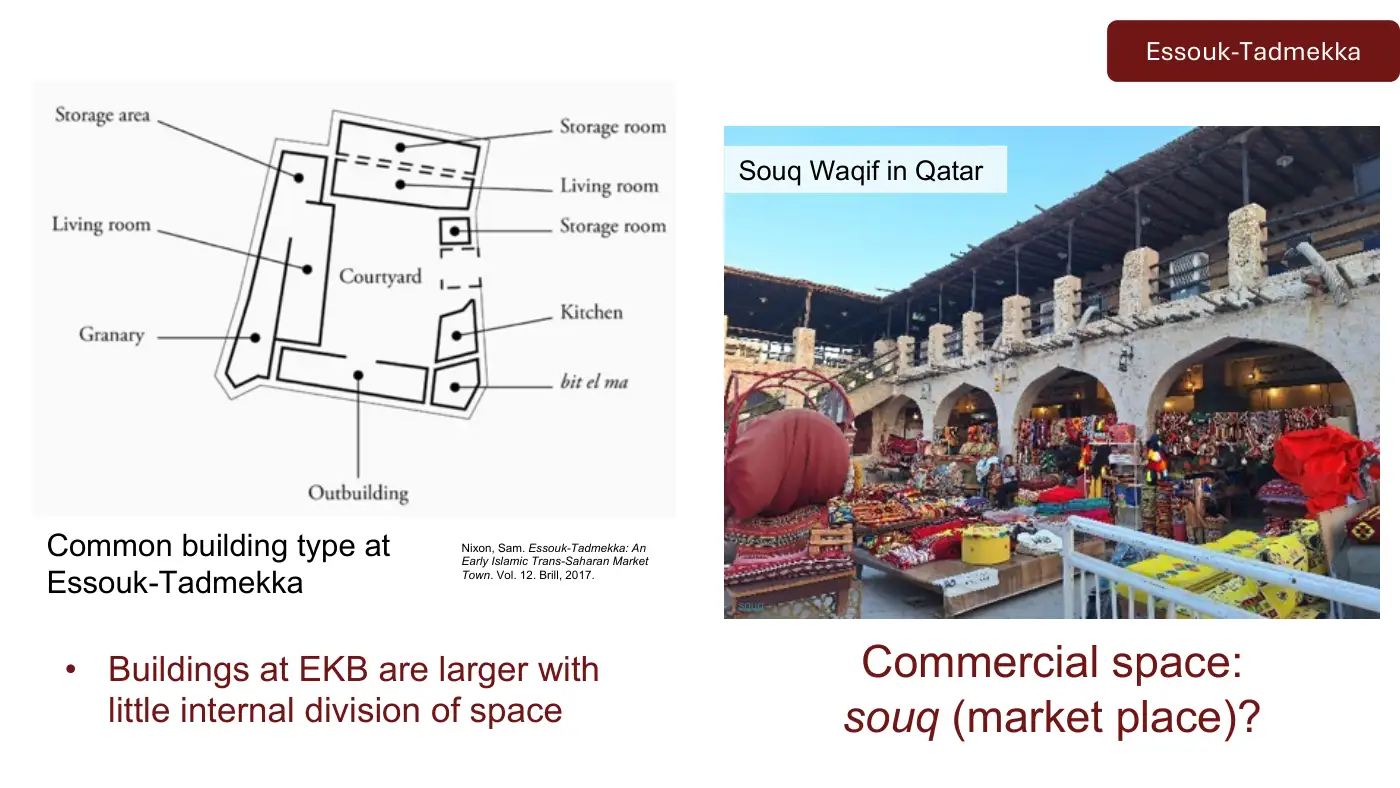 Essouk-Tadmekka
Storage area
Storage room
Living room
Living room
Storage room
Courtyard
Kitchen
Granary
bit el ma
Outbuilding
Common building type at
Essouk-Tadmekka
Nixon, Sam. Essouk-Tadmekka: An
Early Islamic Trans-Saharan Market
Town. Vol. 12. Brill, 2017.
• Buildings at EKB are larger with
little internal division of space
Souq Waqif in Qatar
souq
Commercial space:
souq (market place)?